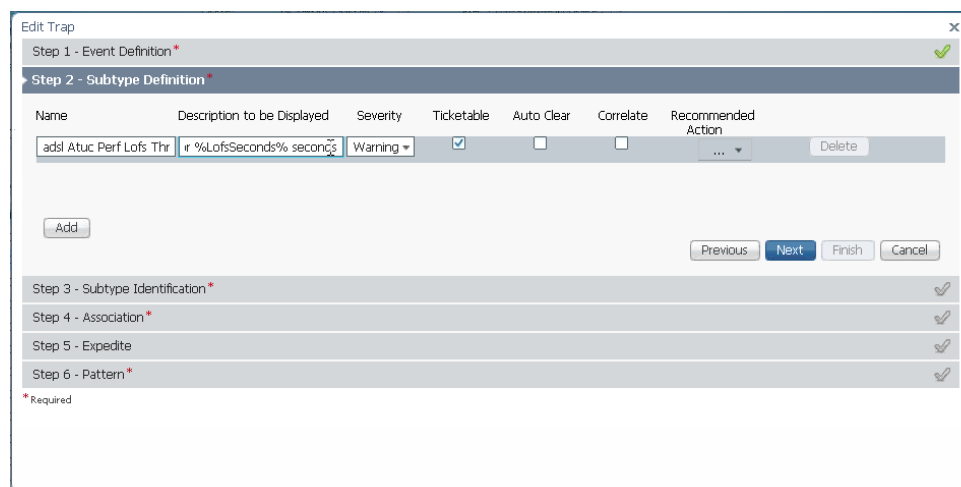 Edit Trap
Step 1 - Event Definition*
Step 2 - Subtype Definition*
Name Description to be Displayed Severity Ticketable Auto Clear Correlate Recommended Action
adsl Atuc Perf Lofs Thr r %LofsSeconds% seconds Warning ... Delete
Add
Previous Next Finish Cancel
Step 3 - Subtype Identification*
Step 4 - Association*
Step 5 - Expedite
Step 6 - Pattern*
*Required